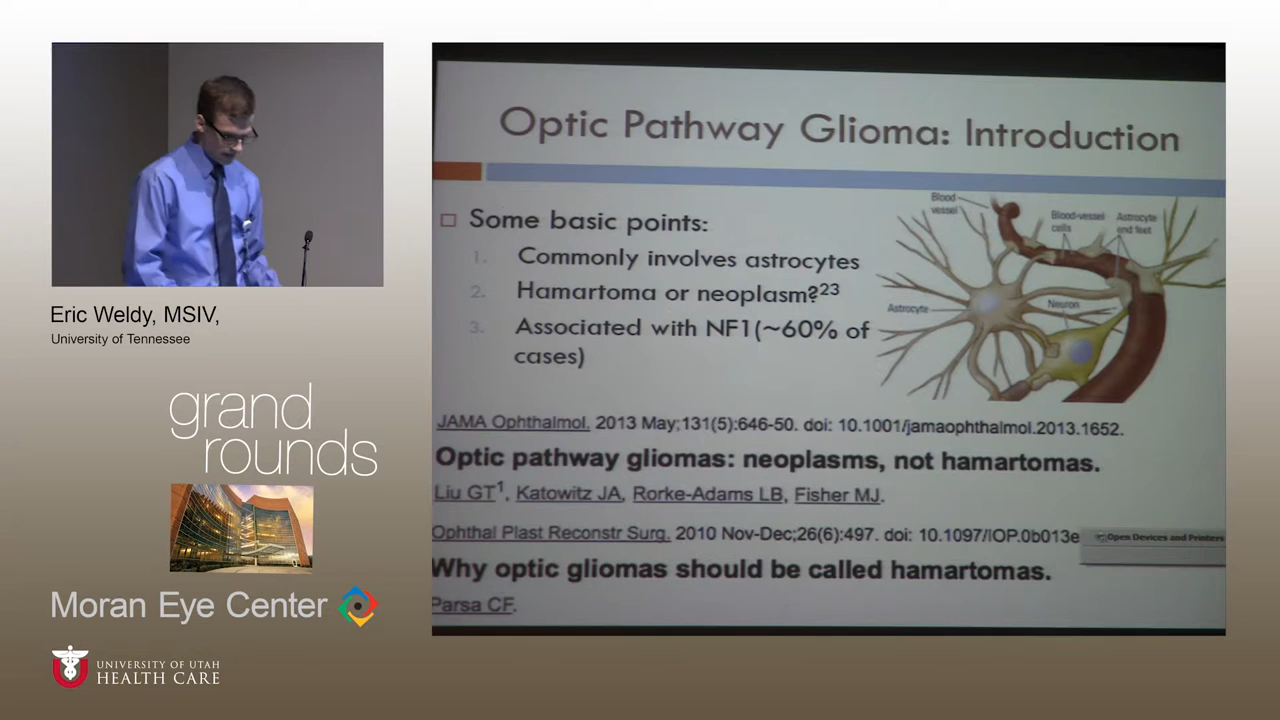 Optic Pathway Glioma: Introduction
Some basic points:
1. Commonly involves astrocytes
2. Hamartoma or neoplasm?23
3. Associated with NF1(~60% of
cases)
Blood vessel
Blood-vessel cells
Astrocyte end feet
Astrocyte
Neuron
JAMA Ophthalmol. 2013 May;131(5):646-50. doi: 10.1001/jamaophthalmol.2013.1652.
Optic pathway gliomas: neoplasms, not hamartomas.
Liu GT1, Katowitz JA, Rorke-Adams LB, Fisher MJ.
Ophthal Plast Reconstr Surg. 2010 Nov-Dec;26(6):497. doi: 10.1097/IOP.0b013e
Open Devices and Printers
Why optic gliomas should be called hamartomas.
Parsa CF.
Eric Weldy, MSIV,
University of Tennessee
grand
rounds
Moran Eye Center
UNIVERSITY OF UTAH
HEALTH CARE